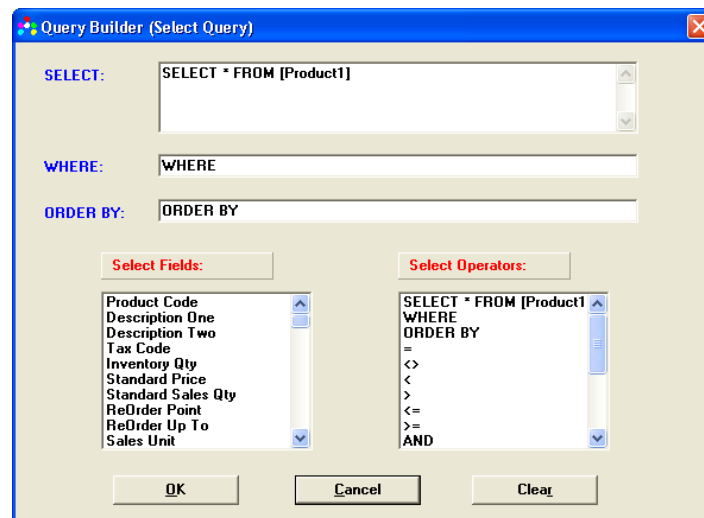 Query Builder (Select Query)
SELECT:
SELECT * FROM [Product1]
WHERE:
WHERE
ORDER BY:
ORDER BY
Select Fields:
Product Code
Description One
Description Two
Tax Code
Inventory Qty
Standard Price
Standard Sales Qty
ReOrder Point
ReOrder Up To
Sales Unit
Select Operators:
SELECT * FROM [Product1
WHERE
ORDER BY
=
<>
<
>
<=
>=
AND
OK
Cancel
Clear